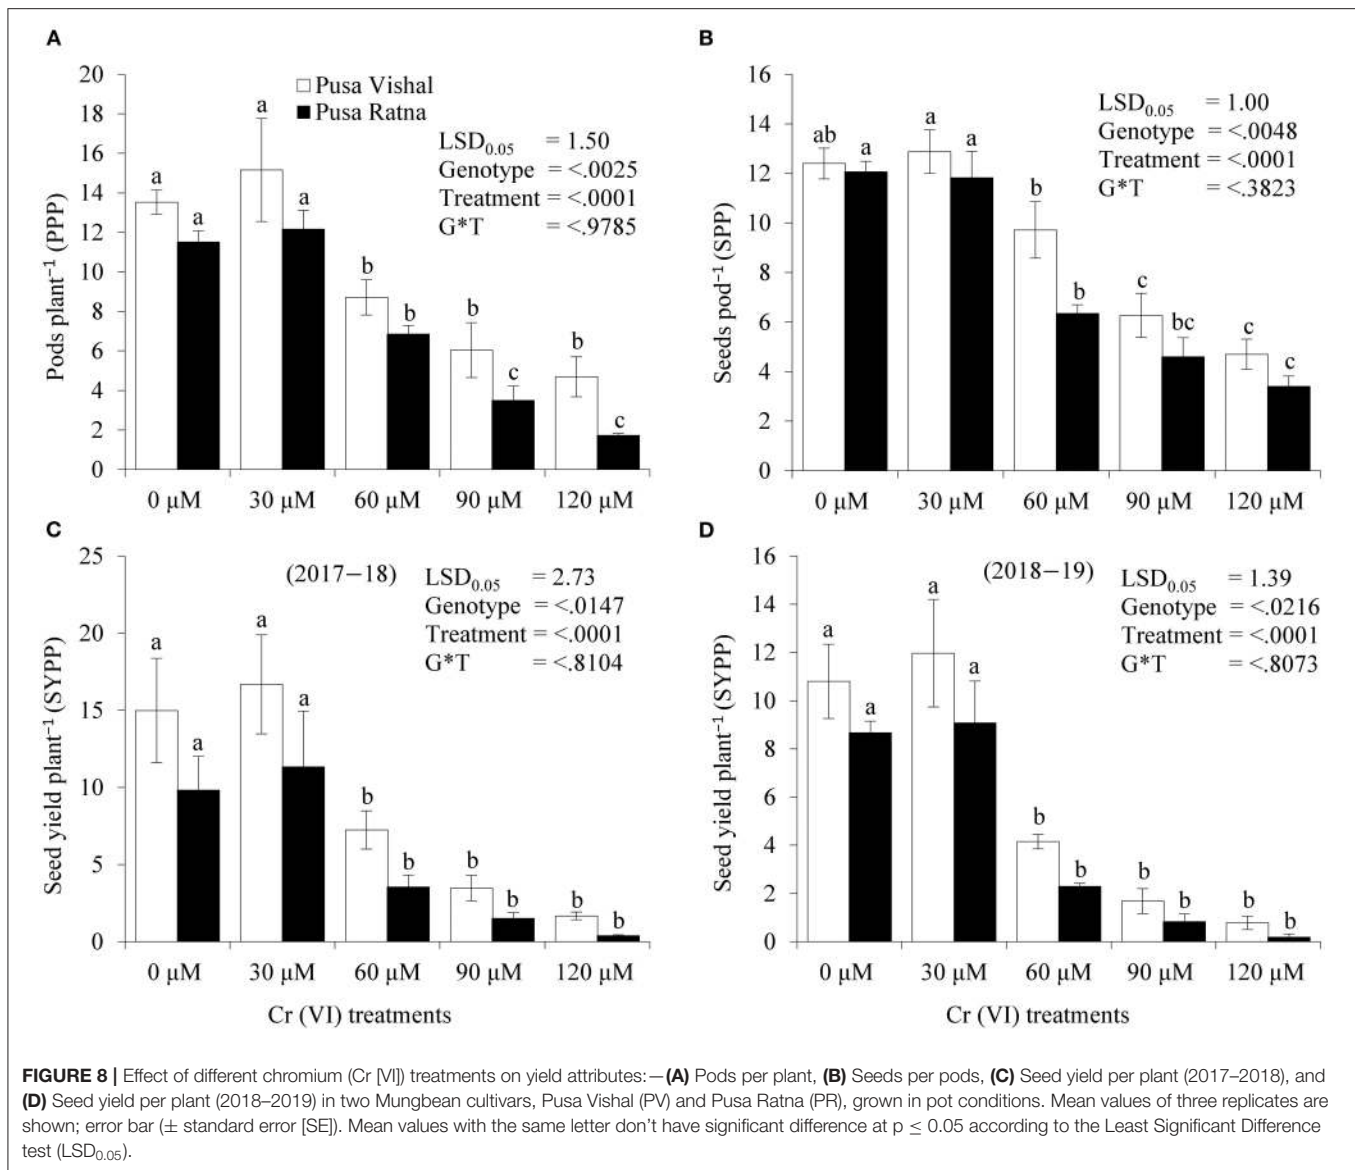 A
20
18
16
14
12
10
8
6
4
2
0
Pods plant⁻¹ (PPP)
Pusa Vishal
Pusa Ratna
LSD0.05 = 1.50
Genotype = <.0025
Treatment = <.0001
G*T = <.9785
a
a
a
a
b
b
b
c
b
c
0 µM 30 µM 60 µM 90 µM 120 µM
B
16
14
12
10
8
6
4
2
0
Seeds pod⁻¹ (SPP)
LSD0.05 = 1.00
Genotype = <.0048
Treatment = <.0001
G*T = <.3823
ab
a
a
a
b
b
c
bc
c
c
0 µM 30 µM 60 µM 90 µM 120 µM
C
25
20
15
10
5
0
Seed yield plant⁻¹ (SYPP)
(2017–18)
LSD0.05 = 2.73
Genotype = <.0147
Treatment = <.0001
G*T = <.8104
a
a
a
a
b
b
b
b
b
b
0 µM 30 µM 60 µM 90 µM 120 µM
Cr (VI) treatments
D
16
14
12
10
8
6
4
2
0
Seed yield plant⁻¹ (SYPP)
(2018–19)
LSD0.05 = 1.39
Genotype = <.0216
Treatment = <.0001
G*T = <.8073
a
a
a
a
b
b
b
b
b
b
0 µM 30 µM 60 µM 90 µM 120 µM
Cr (VI) treatments
FIGURE 8 | Effect of different chromium (Cr [VI]) treatments on yield attributes:—(A) Pods per plant, (B) Seeds per pods, (C) Seed yield per plant (2017–2018), and
(D) Seed yield per plant (2018–2019) in two Mungbean cultivars, Pusa Vishal (PV) and Pusa Ratna (PR), grown in pot conditions. Mean values of three replicates are
shown; error bar (± standard error [SE]). Mean values with the same letter don't have significant difference at p ≤ 0.05 according to the Least Significant Difference
test (LSD0.05).